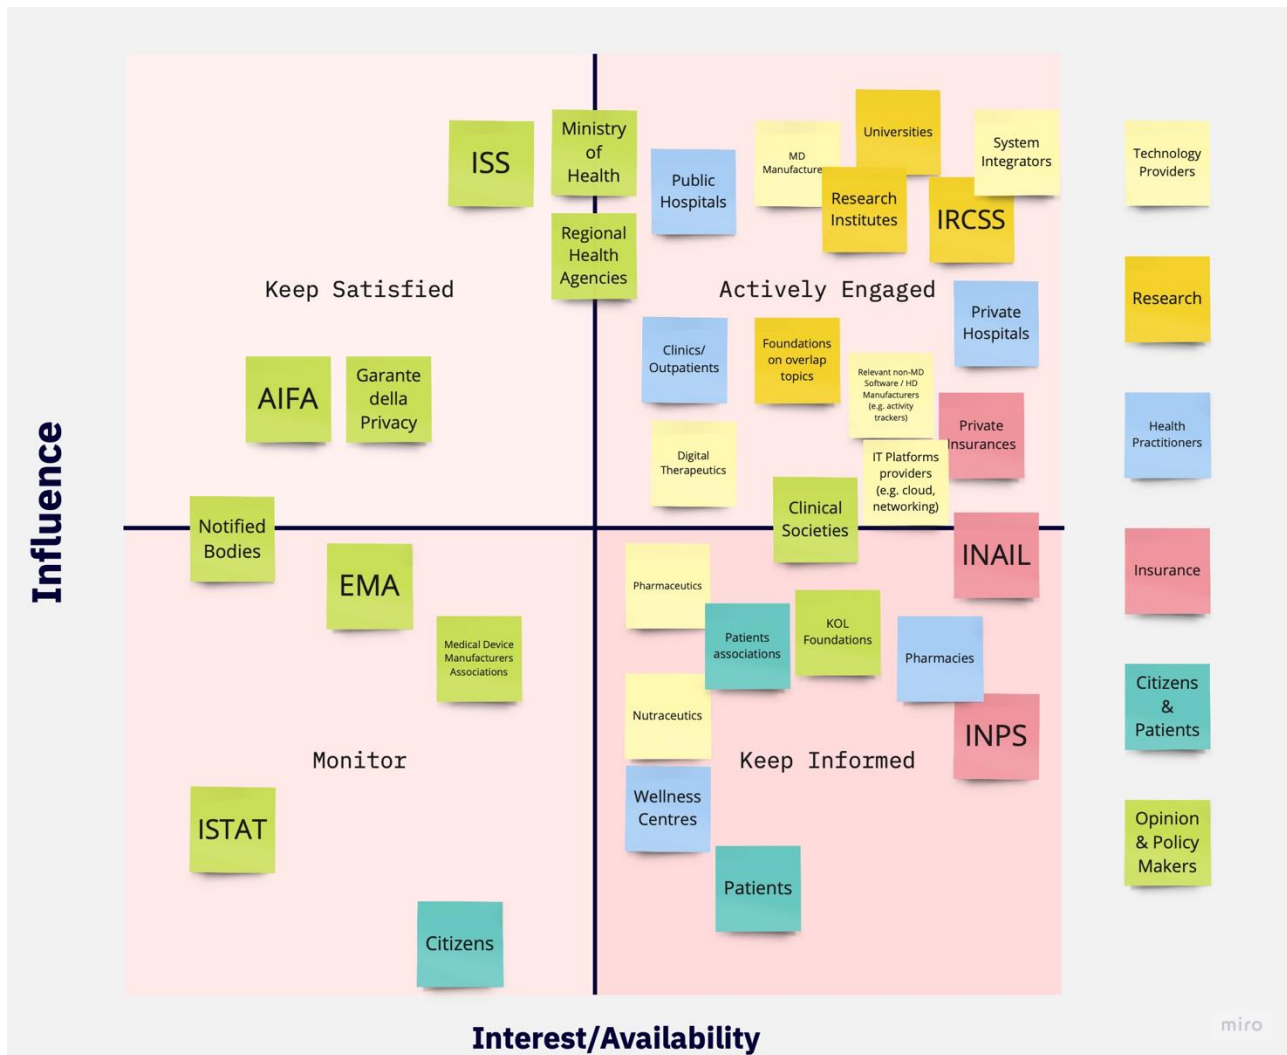 ISS
Ministry
of
Health
Public
Hospitals
MD
Manufacture
Universities
System
Integrators
Research
Institutes
IRCSS
Regional
Health
Agencies
Keep Satisfied
Actively Engaged
Private
Hospitals
Clinics/
Outpatients
Foundations
on overlap
topics
Relevant non-MD
Software / HD
Manufacturers
(e.g. activity
trackers)
Private
Insurances
AIFA
Garante
della
Privacy
Digital
Therapeutics
IT Platforms
providers
(e.g. cloud,
networking)
Clinical
Societies
Notified
Bodies
EMA
Medical Device
Manufacturers
Associations
INAIL
Pharmaceutics
Patients
associations
KOL
Foundations
Pharmacies
Nutraceutics
INPS
Monitor
Keep Informed
Wellness
Centres
ISTAT
Patients
Citizens
Influence
Interest/Availability
Technology
Providers
Research
Health
Practitioners
Insurance
Citizens
&
Patients
Opinion
& Policy
Makers
miro